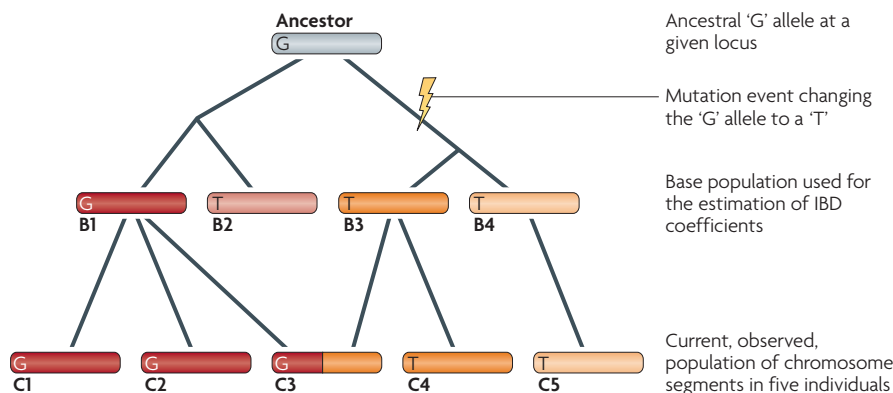 Ancestor
G
Ancestral ‘G’ allele at a
given locus
Mutation event changing
the ‘G’ allele to a ‘T’
G
T
T
T
B1
B2
B3
B4
Base population used for
the estimation of IBD
coefficients
G
G
G
T
T
C1
C2
C3
C4
C5
Current, observed,
population of chromosome
segments in five individuals